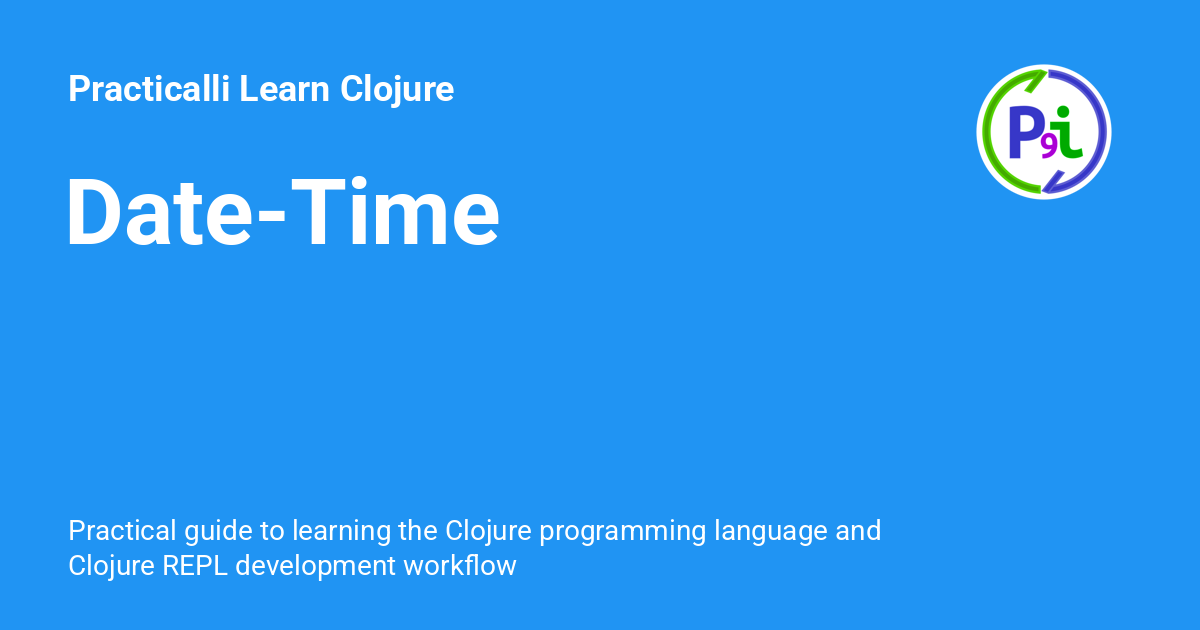 Practicalli Learn Clojure
Date-Time
P9i
Practical guide to learning the Clojure programming language and
Clojure REPL development workflow